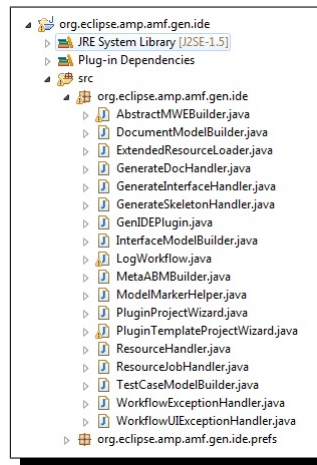 org.eclipse.amp.amf.gen.ide
JRE System Library [J2SE-1.5]
Plug-in Dependencies
src
org.eclipse.amp.amf.gen.ide
AbstractMWEBuilder.java
DocumentModelBuilder.java
ExtendedResourceLoader.java
GenerateDocHandler.java
GenerateInterfaceHandler.java
GenerateSkeletonHandler.java
GenIDEPlugin.java
InterfaceModelBuilder.java
LogWorkflow.java
MetaABMBuilder.java
ModelMarkerHelper.java
PluginProjectWizard.java
PluginTemplateProjectWizard.java
ResourceHandler.java
ResourceJobHandler.java
TestCaseModelBuilder.java
WorkflowExceptionHandler.java
WorkflowUIExceptionHandler.java
org.eclipse.amp.amf.gen.ide.prefs